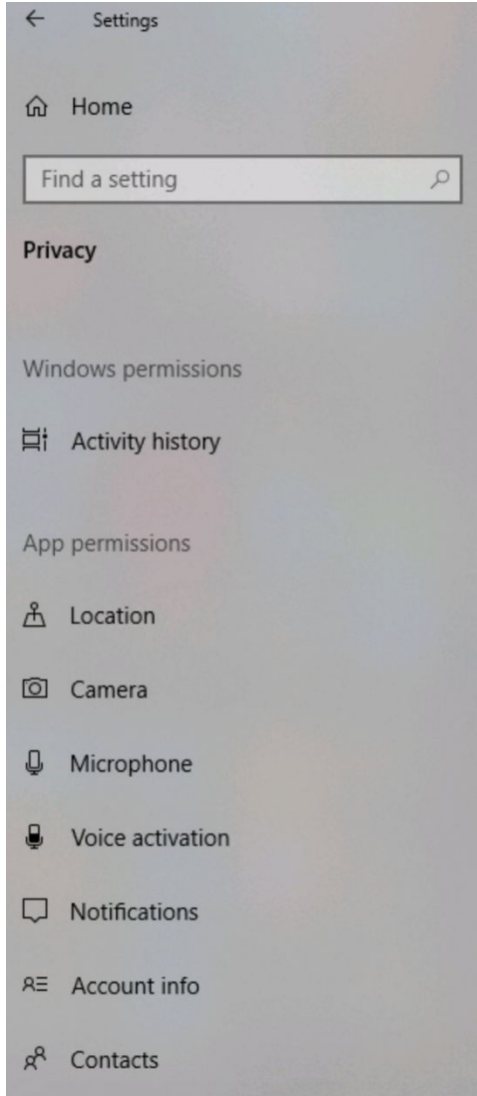 Settings
Home
Find a setting
Privacy
Windows permissions
Activity history
App permissions
Location
Camera
Microphone
Voice activation
Notifications
Account info
Contacts